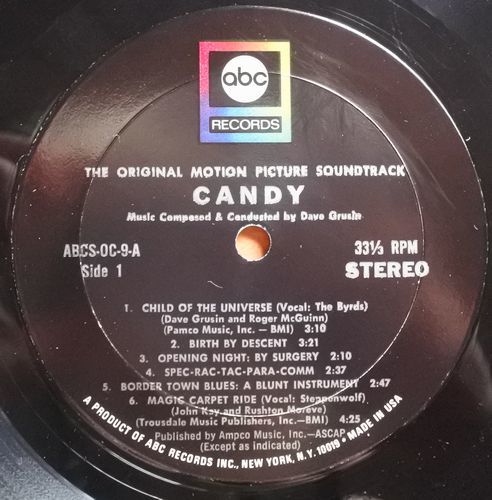 abc
RECORDS
THE ORIGINAL MOTION PICTURE SOUNDTRACK
CANDY
Music Composed & Conducted by Dave Grusin
ABCS-OC-9-A
Side 1
33⅓ RPM
STEREO
1. CHILD OF THE UNIVERSE (Vocal: The Byrds)
(Dave Grusin and Roger McGuinn)
(Pamco Music, Inc. — BMI) 3:10
2. BIRTH BY DESCENT 3:21
3. OPENING NIGHT: BY SURGERY 2:10
4. SPEC-RAC-TAC-PARA-COMM 2:37
5. BORDER TOWN BLUES: A BLUNT INSTRUMENT 2:47
6. MAGIC CARPET RIDE (Vocal: Steppenwolf)
(John Kay and Rushton Moreve)
(Trousdale Music Publishers, Inc.—BMI) 4:25
Published by Ampco Music, Inc.—ASCAP
(Except as indicated)
A PRODUCT OF ABC RECORDS INC., NEW YORK, N.Y. 10019 • MADE IN USA